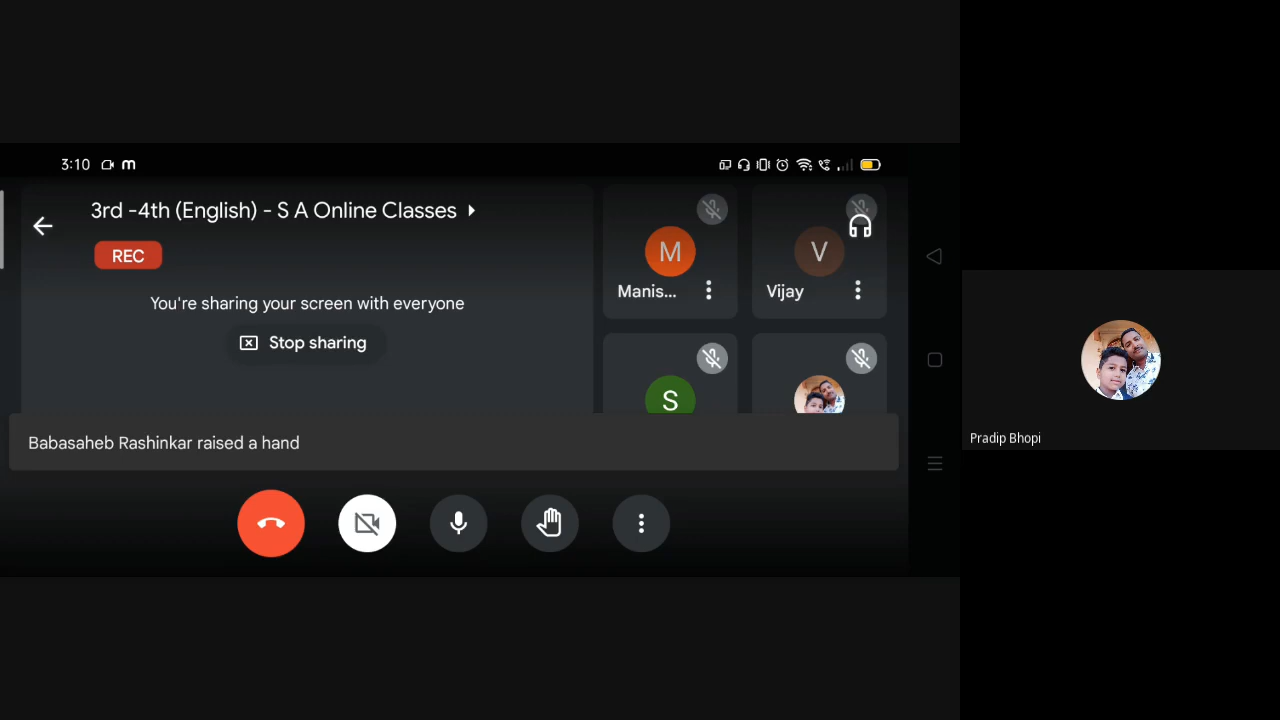 3:10
3rd -4th (English) - S A Online Classes
REC
You're sharing your screen with everyone
Stop sharing
M
Manis...
V
Vijay
S
Babasaheb Rashinkar raised a hand
Pradip Bhopi